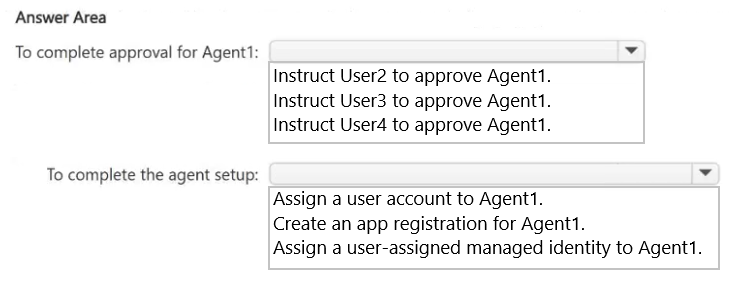 Answer Area
To complete approval for Agent1:
Instruct User2 to approve Agent1.
Instruct User3 to approve Agent1.
Instruct User4 to approve Agent1.
To complete the agent setup:
Assign a user account to Agent1.
Create an app registration for Agent1.
Assign a user-assigned managed identity to Agent1.